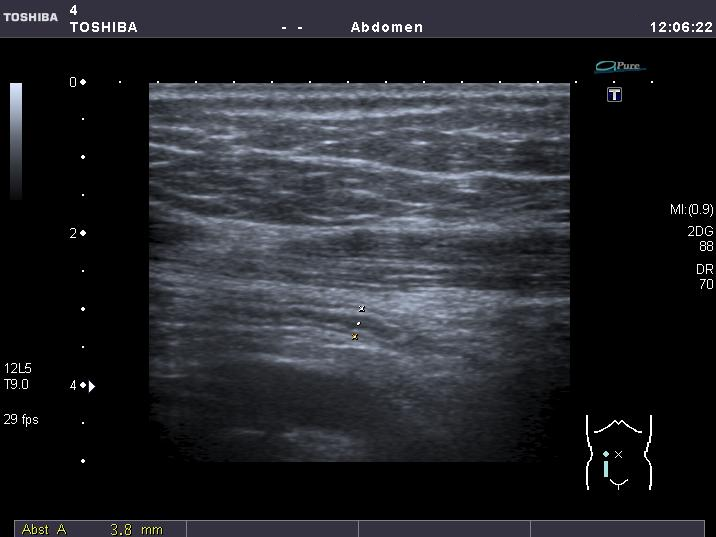 TOSHIBA
4
TOSHIBA - - Abdomen 12:06:22
aPure
T
0
2
4
MI:(0.9)
2DG
88
DR
70
12L5
T9.0
29 fps
Abst A 3.8 mm